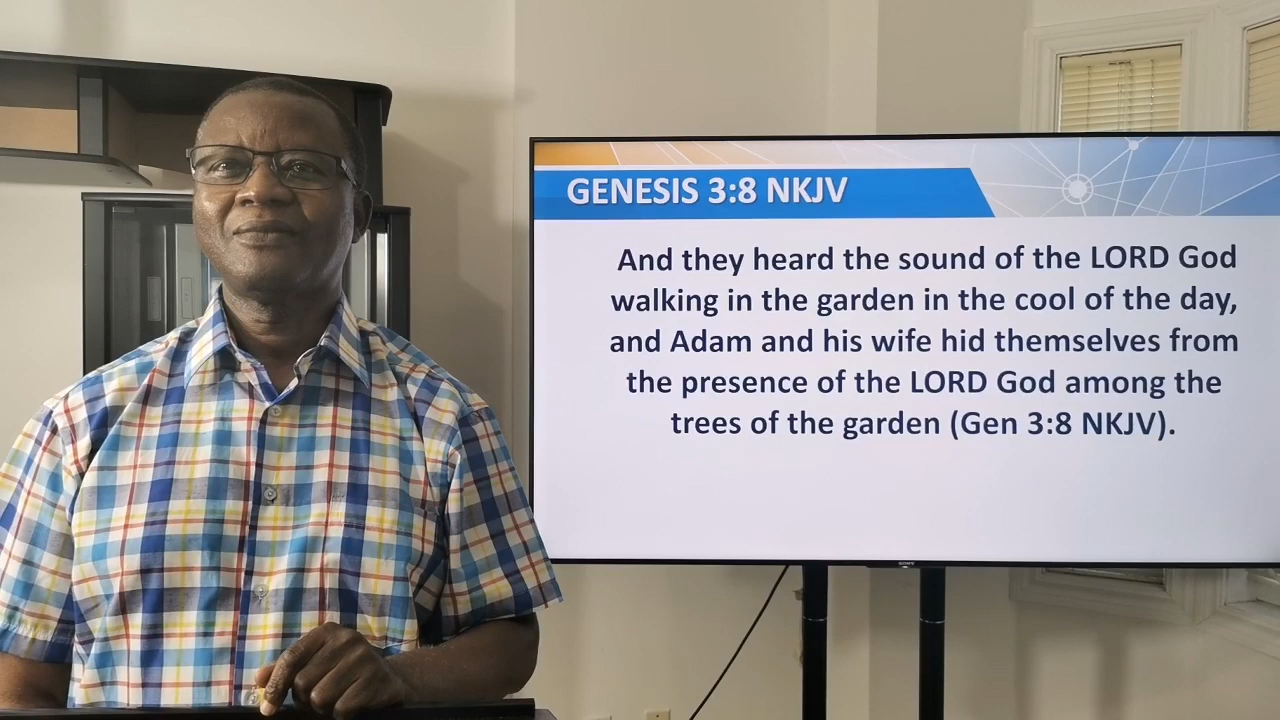 GENESIS 3:8 NKJV
And they heard the sound of the LORD God
walking in the garden in the cool of the day,
and Adam and his wife hid themselves from
the presence of the LORD God among the
trees of the garden (Gen 3:8 NKJV).
SONY